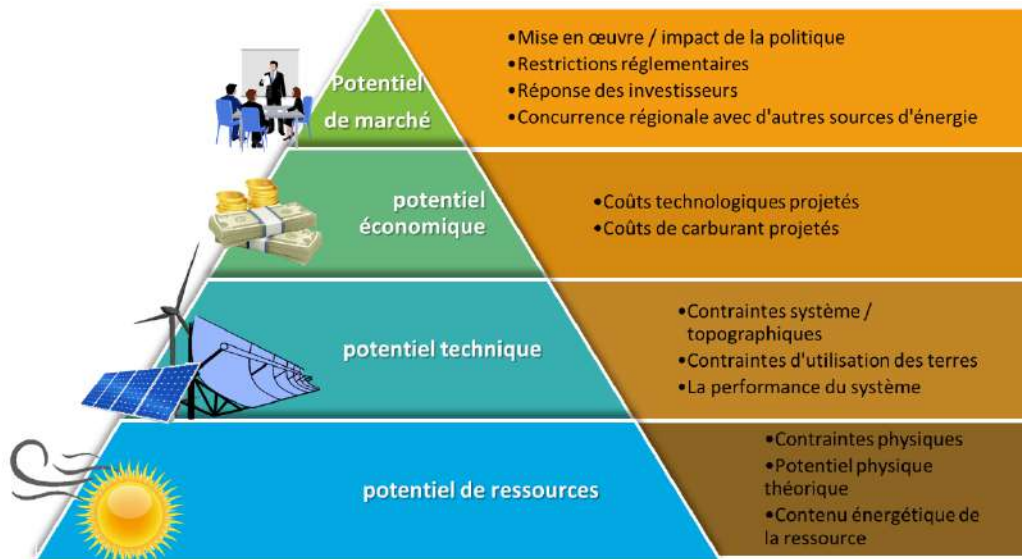 Potentiel
de marché
•Mise en œuvre / impact de la politique
•Restrictions réglementaires
•Réponse des investisseurs
•Concurrence régionale avec d'autres sources d'énergie
potentiel
économique
•Coûts technologiques projetés
•Coûts de carburant projetés
potentiel technique
•Contraintes système /
topographiques
•Contraintes d'utilisation des terres
•La performance du système
potentiel de ressources
•Contraintes physiques
•Potentiel physique
théorique
•Contenu énergétique de
la ressource